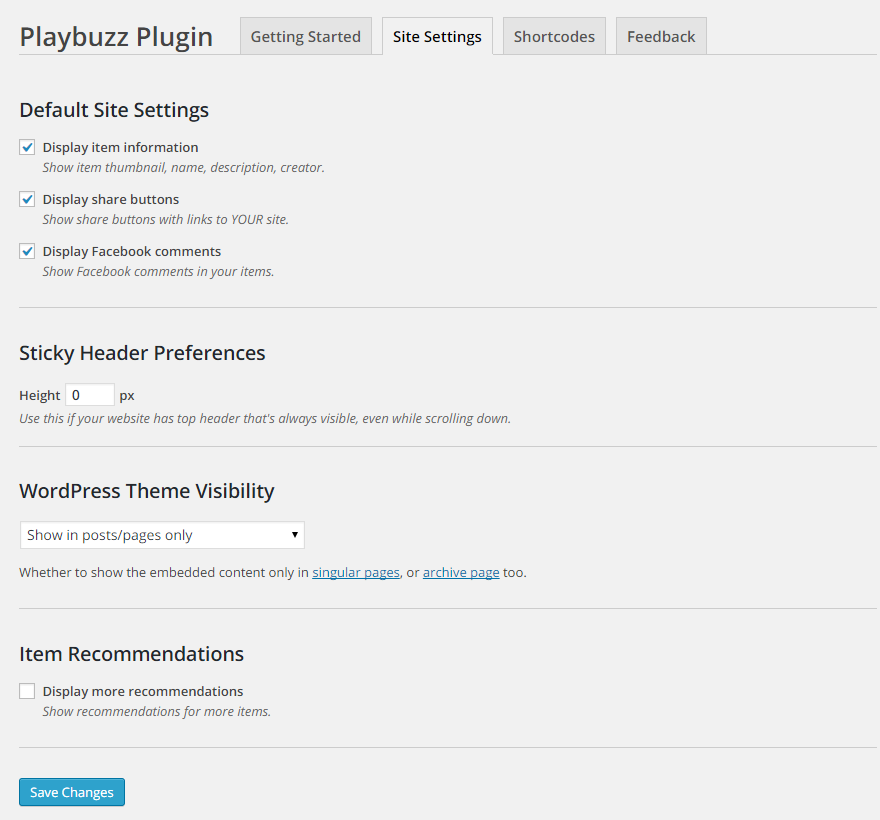 Playbuzz Plugin Getting Started Site Settings Shortcodes Feedback
Default Site Settings
Display item information
Show item thumbnail, name, description, creator.
Display share buttons
Show share buttons with links to YOUR site.
Display Facebook comments
Show Facebook comments in your items.
Sticky Header Preferences
Height 0 px
Use this if your website has top header that's always visible, even while scrolling down.
WordPress Theme Visibility
Show in posts/pages only
Whether to show the embedded content only in singular pages, or archive page too.
Item Recommendations
Display more recommendations
Show recommendations for more items.
Save Changes